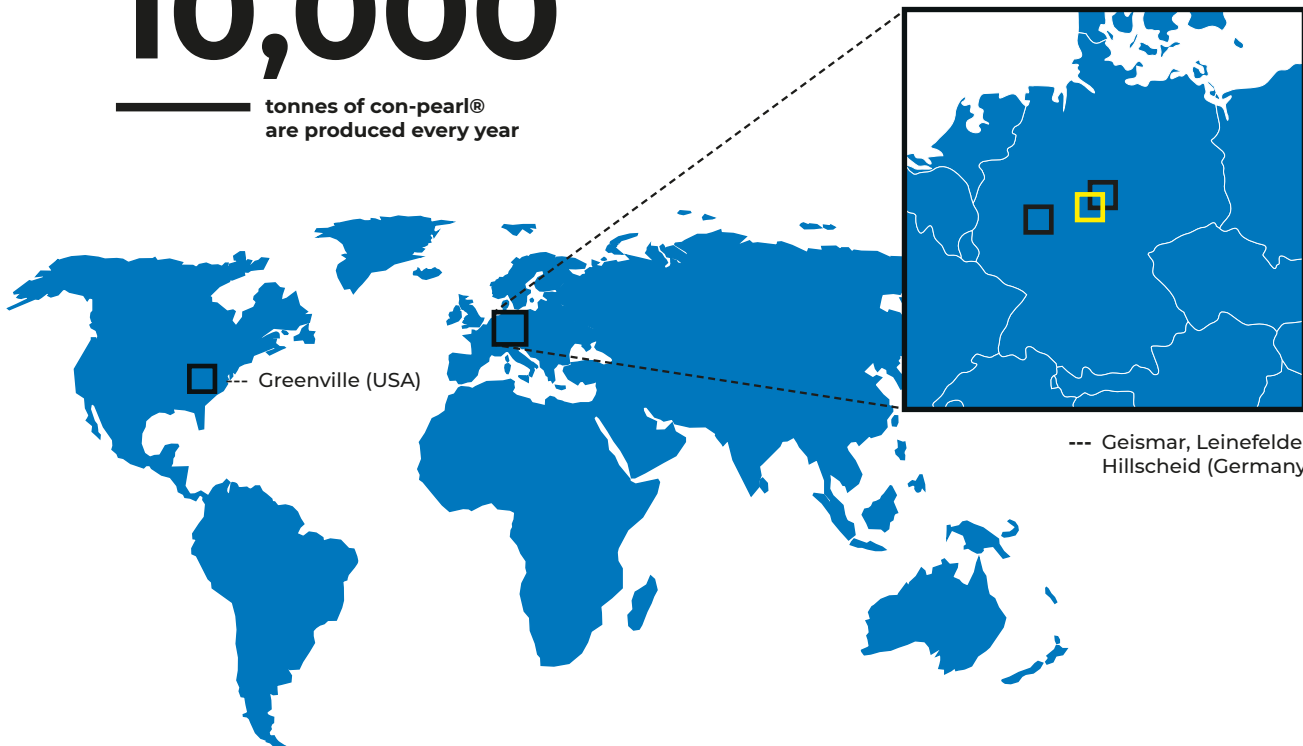 10,000
tonnes of con-pearl®
are produced every year
Greenville (USA)
Geismar, Leinefelde
Hillscheid (Germany